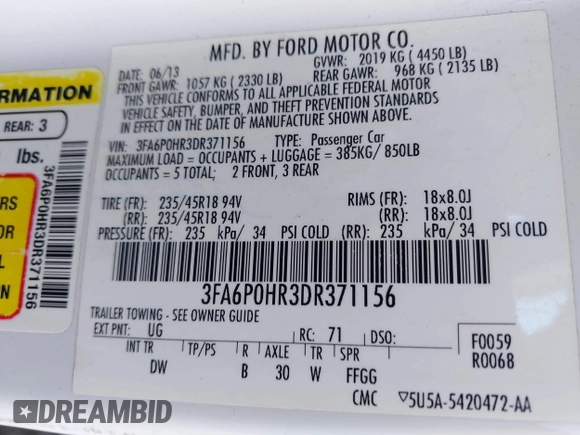 MFD. BY FORD MOTOR CO.
DATE: 06/13
GVWR: 2019 KG ( 4450 LB)
FRONT GAWR: 1057 KG ( 2330 LB)
REAR GAWR: 968 KG ( 2135 LB)
THIS VEHICLE CONFORMS TO ALL APPLICABLE FEDERAL MOTOR
VEHICLE SAFETY, BUMPER, AND THEFT PREVENTION STANDARDS
IN EFFECT ON THE DATE OF MANUFACTURE SHOWN ABOVE.
VIN: 3FA6P0HR3DR371156 TYPE: Passenger Car
MAXIMUM LOAD = OCCUPANTS + LUGGAGE = 385KG/ 850LB
OCCUPANTS = 5 TOTAL; 2 FRONT, 3 REAR
TIRE (FR): 235/45R18 94V RIMS (FR): 18x8.0J
(RR): 235/45R18 94V (RR): 18x8.0J
PRESSURE (FR): 235 kPa/ 34 PSI COLD (RR): 235 kPa/ 34 PSI COLD
3FA6P0HR3DR371156
TRAILER TOWING - SEE OWNER GUIDE
EXT PNT: UG RC: 71 DSO:
F0059
R0068
INT TR TP/PS R AXLE TR SPR
DW B 30 W FFGG
CMC ▽5U5A-5420472-AA
ORMATION
REAR: 3
lbs.
3FA6P0HR3DR371156
RS
OR
L
ON
DREAMBID